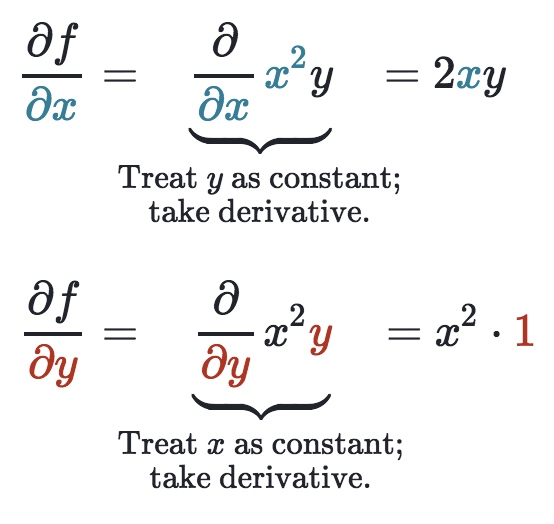 ∂f/∂x = ∂/∂x x²y = 2xy
Treat y as constant;
take derivative.
∂f/∂y = ∂/∂y x²y = x² · 1
Treat x as constant;
take derivative.